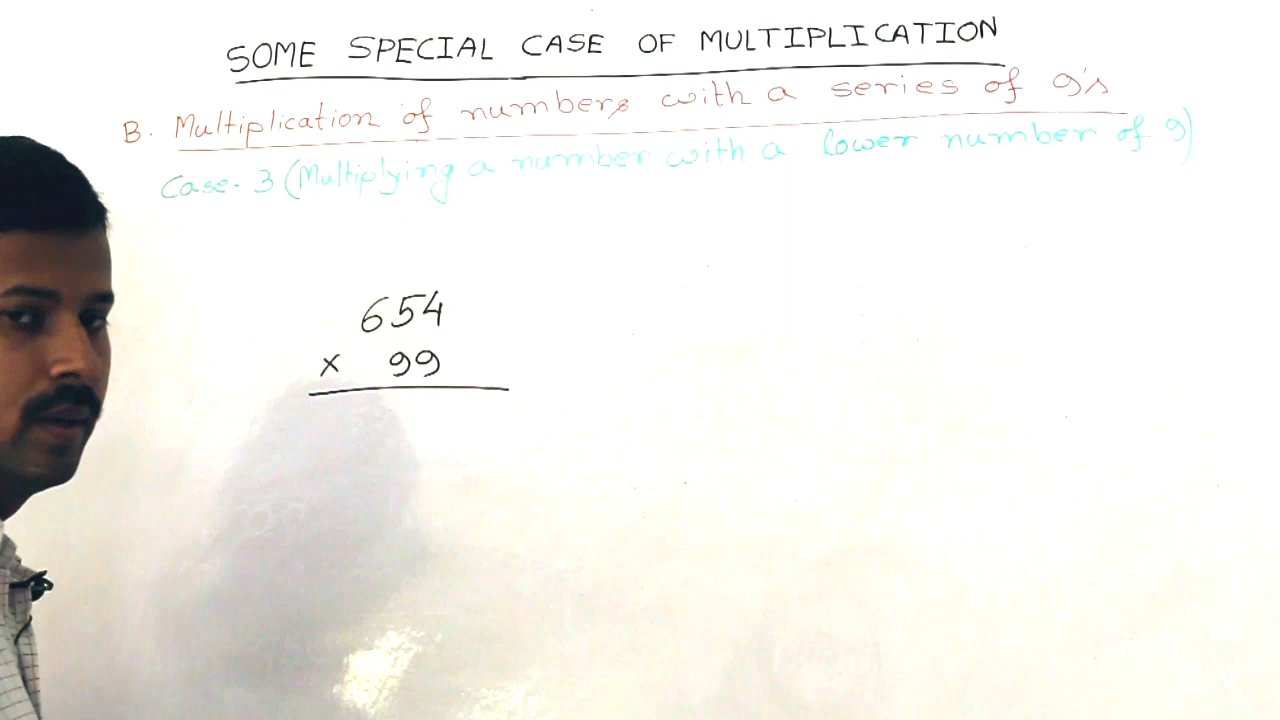 SOME SPECIAL CASE OF MULTIPLICATION
B. Multiplication of numbers with a series of 9's
Case-3 (Multiplying a number with a lower number of 9)
654
× 99